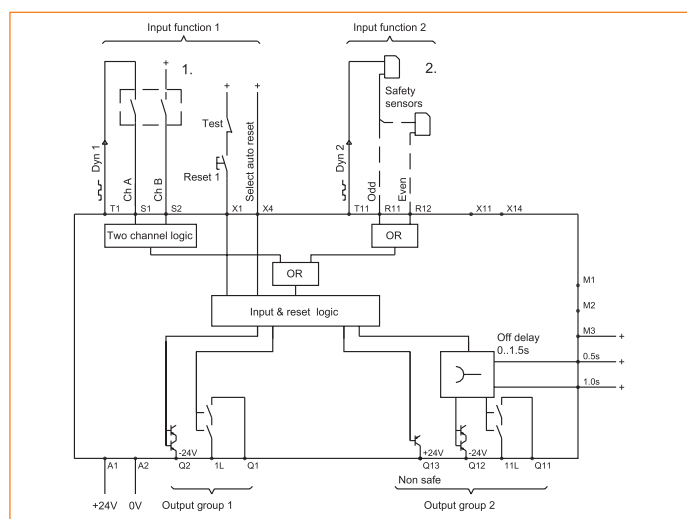 Input function 1
Input function 2
+
1.
2.
+
+
Safety
sensors
Test
Reset 1
Select auto reset
Dyn 1
Ch A
Ch B
Dyn 2
Odd
Even
T1
S1
S2
X1
X4
T11
R11
R12
X11
X14
Two channel logic
OR
OR
M1
M2
Input & reset logic
M3
+
Off delay
0..1.5s
0.5s
+
1.0s
+
-24V
+24V
-24V
A1
A2
Q2
1L
Q1
Q13
Q12
11L
Q11
Non safe
+24V
0V
Output group 1
Output group 2